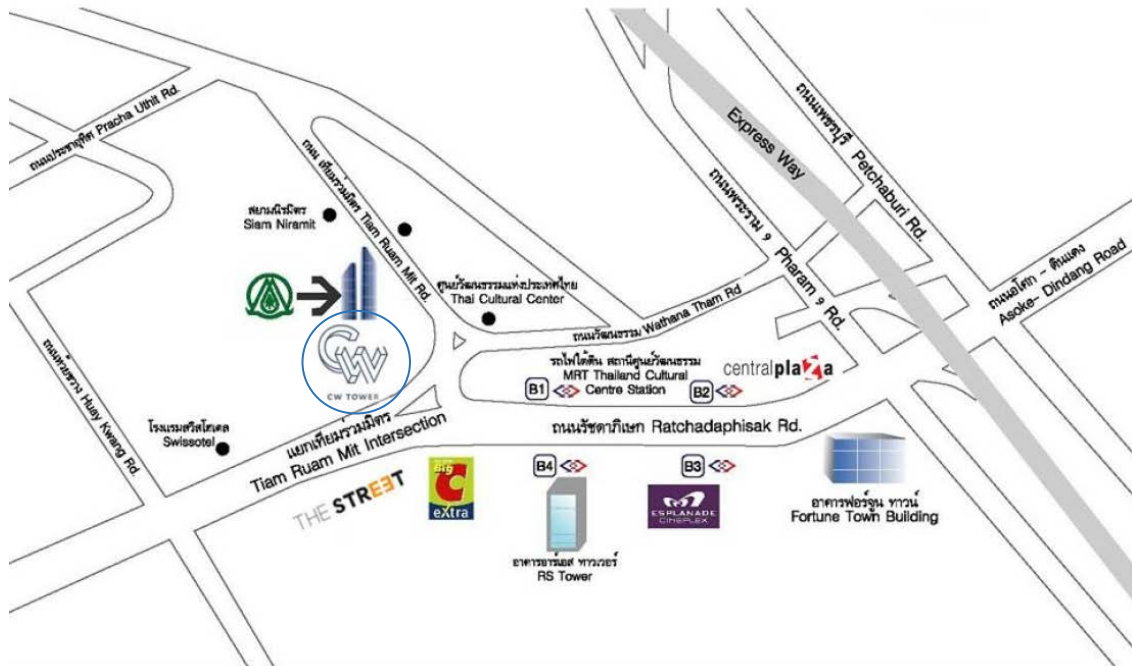 ถนนประชาอุทิศ Pracha Uthit Rd.
ถนน เทียมร่วมมิตร Tiam Ruam Mit Rd.
สยามนิรมิตร
Siam Niramit
ศูนย์วัฒนธรรมแห่งประเทศไทย
Thai Cultural Center
Express Way
ถนนเพชรบุรี Petchaburi Rd.
ถนนพระราม ๙ Pharam ๙ Rd.
ถนนอโศก - ดินแดง
Asoke- Dindang Road
ถนนวัฒนธรรม Wathana Tham Rd
CW
CW TOWER
รถไฟใต้ดิน สถานีศูนย์วัฒนธรรม
MRT Thailand Cultural
Centre Station
centralplaza
B1
B2
ถนนห้วยขวาง Huay Kwang Rd.
โรงแรมสวิสโฮเตล
Swissotel
แยกเทียมร่วมมิตร
Tiam Ruam Mit Intersection
ถนนรัชดาภิเษก Ratchadaphisak Rd.
THE STREET
Big
C
eXtra
B4
B3
ESPLANADE
CINEPLEX
อาคารอาร์เอส ทาวเวอร์
RS Tower
อาคารฟอร์จูน ทาวน์
Fortune Town Building